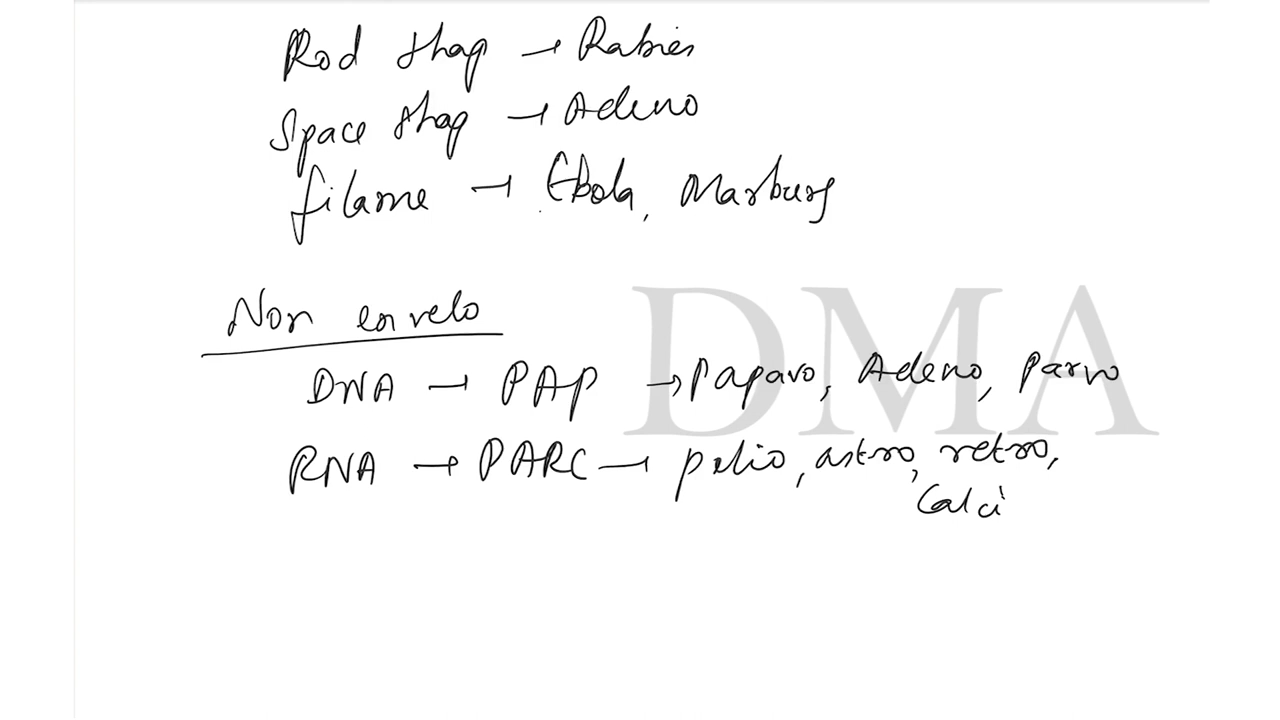 Rod shap → Rabies
Space shap → Adeno
filame → Ebola, Marburg
Non envelo
DMA
DNA → PAP → Papavo, Adeno, Parvo
RNA → PARC → polio, astro, retro,
Calci